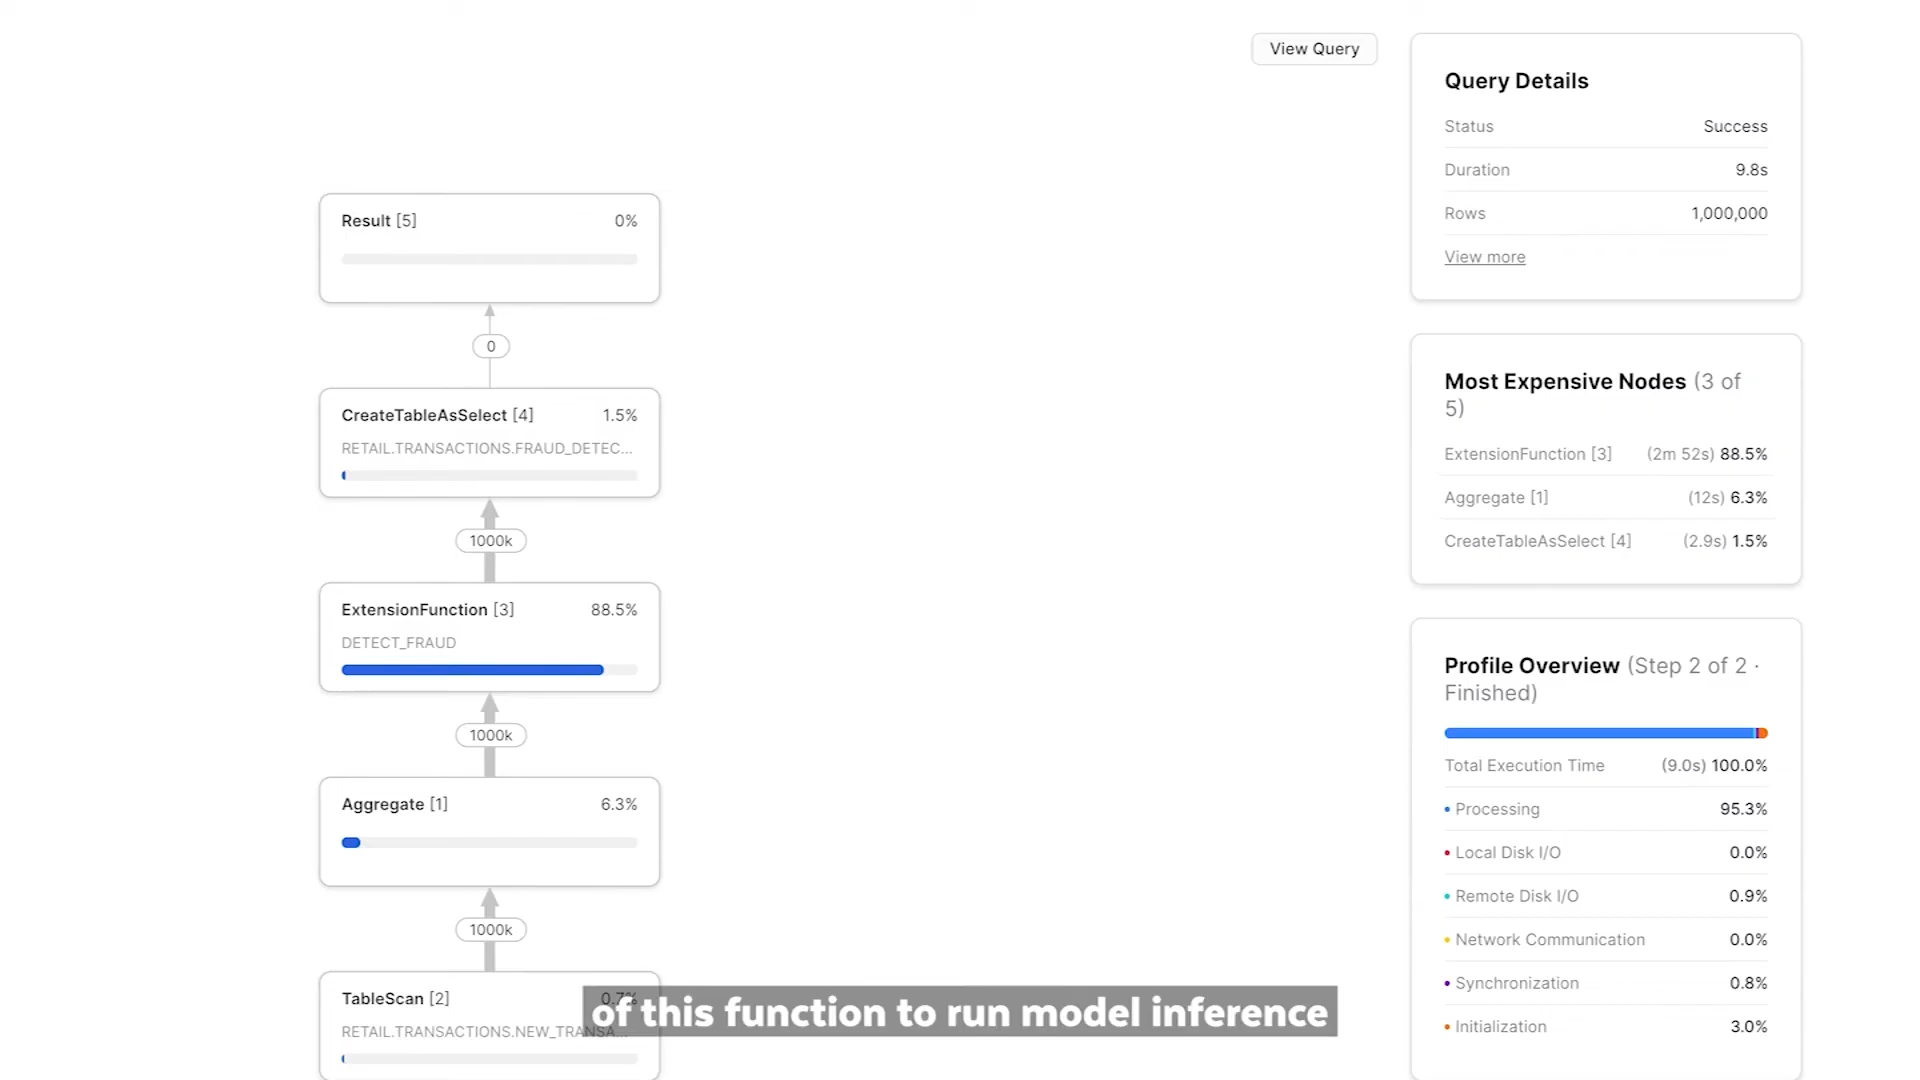 View Query
Result [5] 0%
0
CreateTableAsSelect [4] 1.5%
RETAIL.TRANSACTIONS.FRAUD_DETEC...
1000k
ExtensionFunction [3] 88.5%
DETECT_FRAUD
1000k
Aggregate [1] 6.3%
1000k
TableScan [2] 0.7%
RETAIL.TRANSACTIONS.NEW_TRANSA...
Query Details
Status Success
Duration 9.8s
Rows 1,000,000
View more
Most Expensive Nodes (3 of
5)
ExtensionFunction [3] (2m 52s) 88.5%
Aggregate [1] (12s) 6.3%
CreateTableAsSelect [4] (2.9s) 1.5%
Profile Overview (Step 2 of 2 ·
Finished)
Total Execution Time (9.0s) 100.0%
Processing 95.3%
Local Disk I/O 0.0%
Remote Disk I/O 0.9%
Network Communication 0.0%
Synchronization 0.8%
Initialization 3.0%
of this function to run model inference